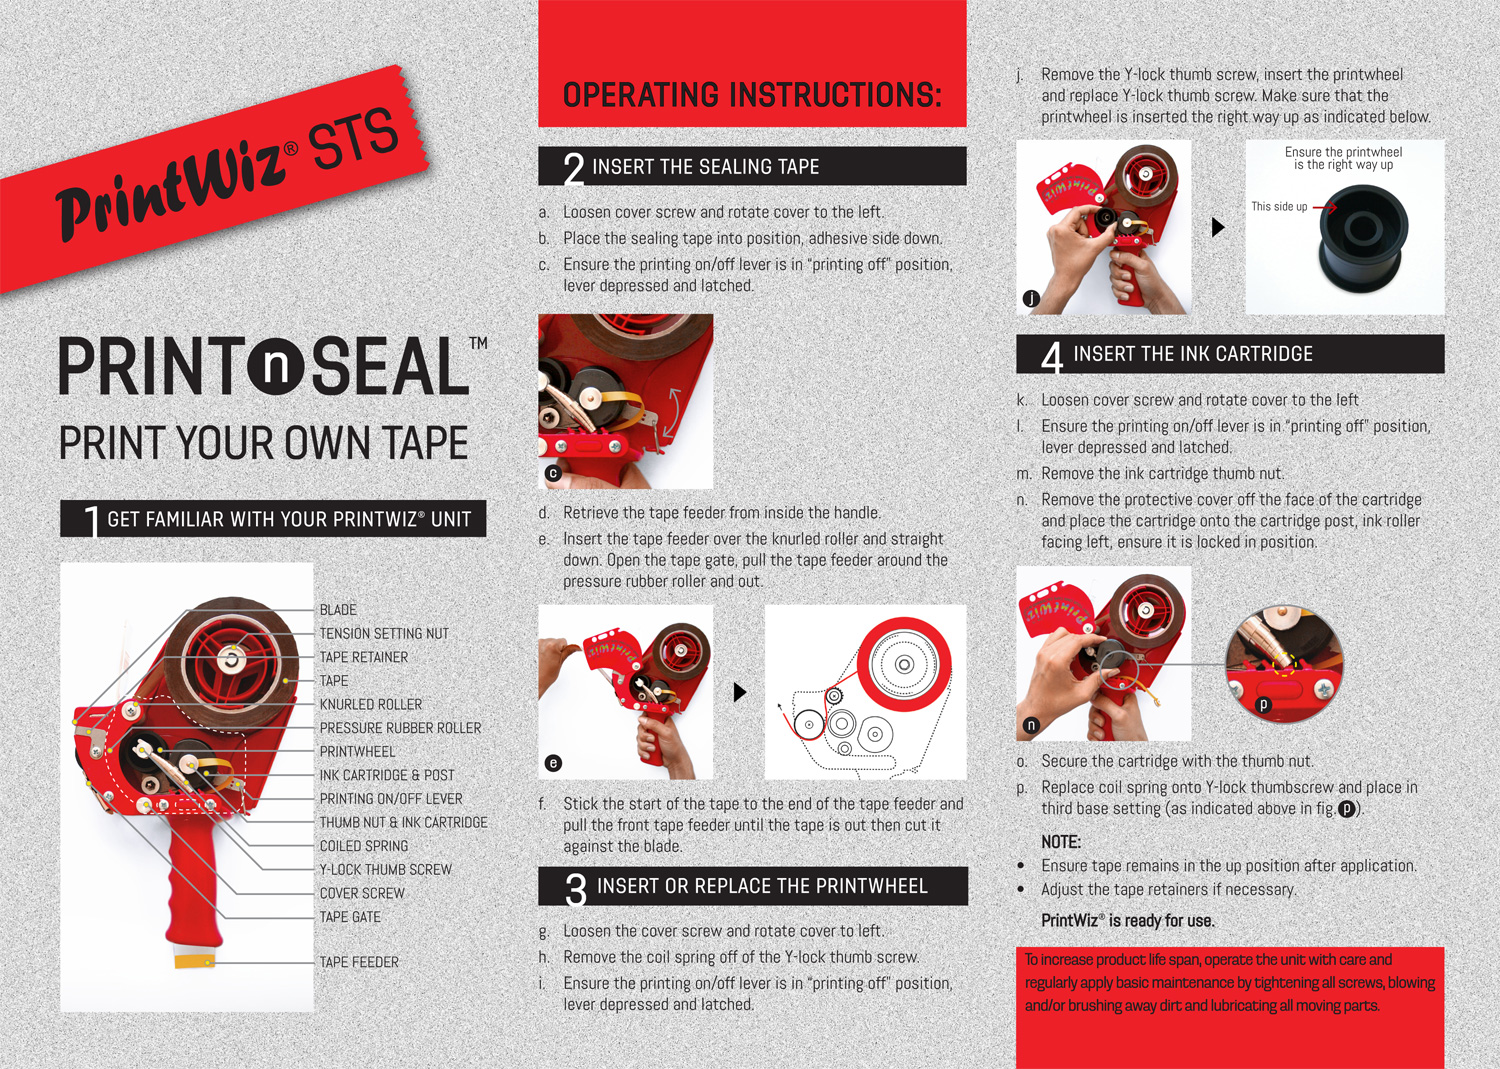 PrintWiz® STS
PRINTnSEAL™
PRINT YOUR OWN TAPE
1 GET FAMILIAR WITH YOUR PRINTWIZ® UNIT
BLADE
TENSION SETTING NUT
TAPE RETAINER
TAPE
KNURLED ROLLER
PRESSURE RUBBER ROLLER
PRINTWHEEL
INK CARTRIDGE & POST
PRINTING ON/OFF LEVER
THUMB NUT & INK CARTRIDGE
COILED SPRING
Y-LOCK THUMB SCREW
COVER SCREW
TAPE GATE
TAPE FEEDER
OPERATING INSTRUCTIONS:
2 INSERT THE SEALING TAPE
a. Loosen cover screw and rotate cover to the left.
b. Place the sealing tape into position, adhesive side down.
c. Ensure the printing on/off lever is in “printing off” position,
lever depressed and latched.
c
d. Retrieve the tape feeder from inside the handle.
e. Insert the tape feeder over the knurled roller and straight
down. Open the tape gate, pull the tape feeder around the
pressure rubber roller and out.
PrintWiz
e
f. Stick the start of the tape to the end of the tape feeder and
pull the front tape feeder until the tape is out then cut it
against the blade.
3 INSERT OR REPLACE THE PRINTWHEEL
g. Loosen the cover screw and rotate cover to left.
h. Remove the coil spring off of the Y-lock thumb screw.
i. Ensure the printing on/off lever is in “printing off” position,
lever depressed and latched.
j. Remove the Y-lock thumb screw, insert the printwheel
and replace Y-lock thumb screw. Make sure that the
printwheel is inserted the right way up as indicated below.
PrintWiz
j
Ensure the printwheel
is the right way up
This side up
4 INSERT THE INK CARTRIDGE
k. Loosen cover screw and rotate cover to the left
l. Ensure the printing on/off lever is in “printing off” position,
lever depressed and latched.
m. Remove the ink cartridge thumb nut.
n. Remove the protective cover off the face of the cartridge
and place the cartridge onto the cartridge post, ink roller
facing left, ensure it is locked in position.
PrintWiz
n
p
o. Secure the cartridge with the thumb nut.
p. Replace coil spring onto Y-lock thumbscrew and place in
third base setting (as indicated above in fig. p).
NOTE:
• Ensure tape remains in the up position after application.
• Adjust the tape retainers if necessary.
PrintWiz® is ready for use.
To increase product life span, operate the unit with care and
regularly apply basic maintenance by tightening all screws, blowing
and/or brushing away dirt and lubricating all moving parts.